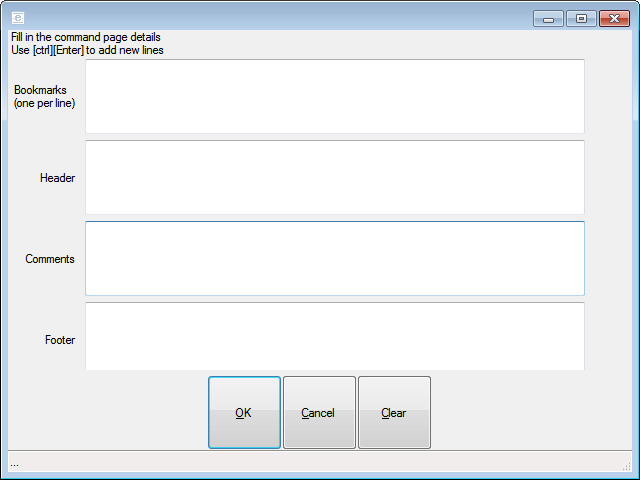 Fill in the command page details
Use [ctrl][Enter] to add new lines
Bookmarks
(one per line)
Header
Comments
Footer
OK
Cancel
Clear
...